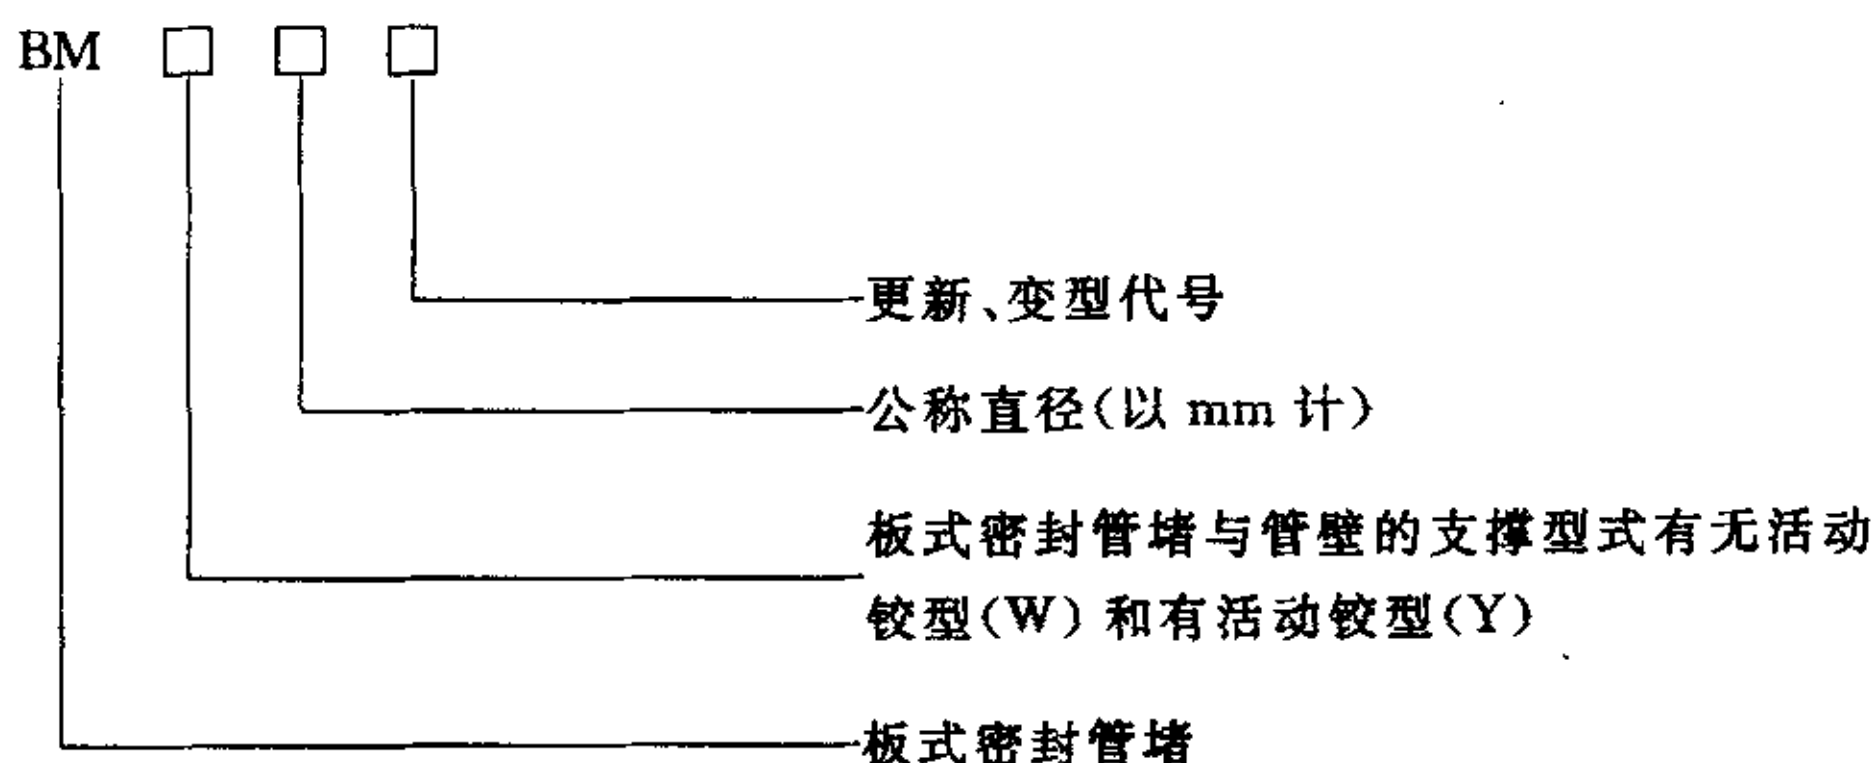 BM □ □ □
更新、变型代号
公称直径(以 mm 计)
板式密封管堵与管壁的支撑型式有无活动
铰型(W)和有活动铰型(Y)
板式密封管堵